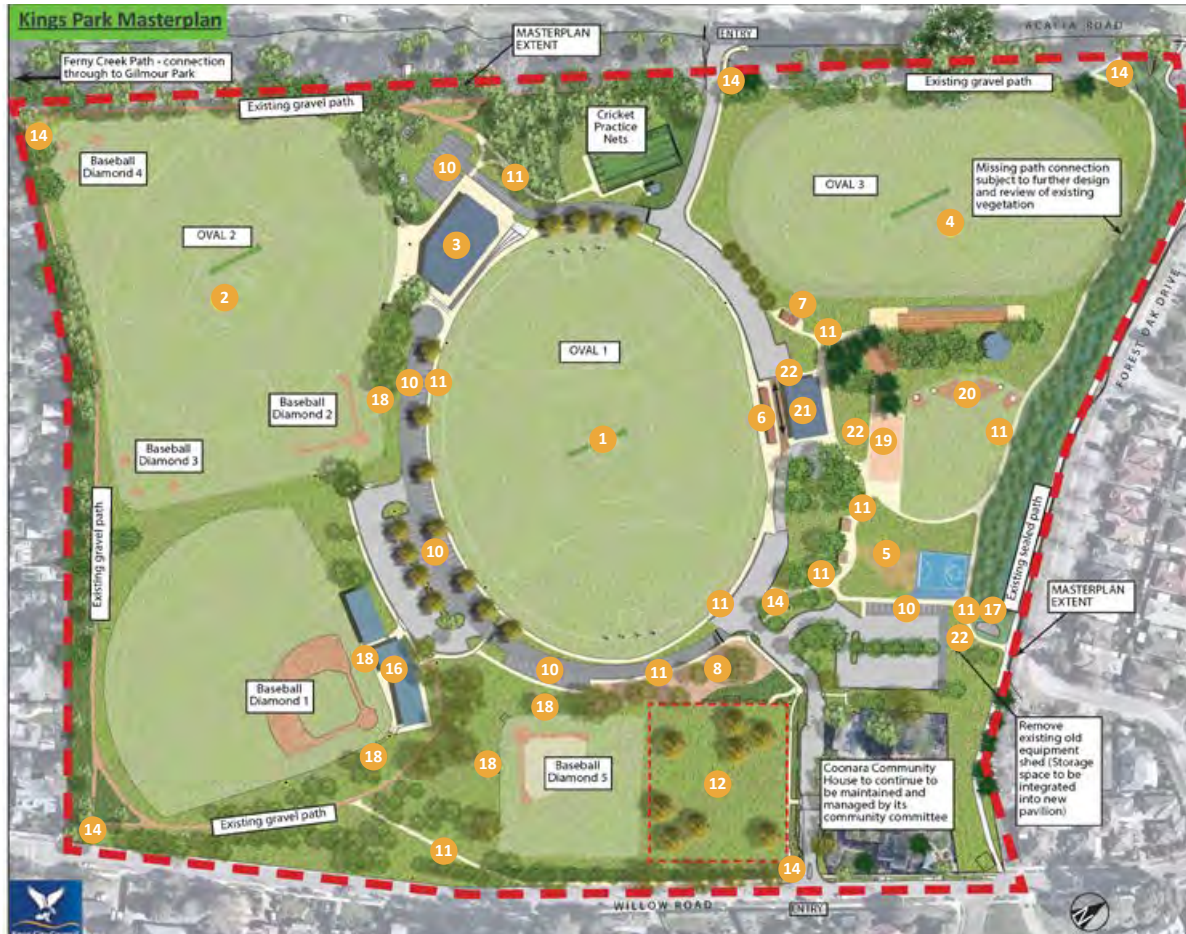 Kings Park Masterplan
MASTERPLAN
EXTENT
ENTRY
ACACIA ROAD
Ferny Creek Path - connection
through to Gilmour Park
14
14
Existing gravel path
Existing gravel path
14
Cricket
Practice
Nets
Baseball
Diamond 4
10
11
OVAL 3
Missing path connection
subject to further design
and review of existing
vegetation
4
OVAL 2
3
2
7
11
FOREST OAK DRIVE
OVAL 1
22
18
10
11
20
Baseball
Diamond 2
6
21
1
22
19
11
Baseball
Diamond 3
11
Existing gravel path
10
5
Existing sealed path
11
MASTERPLAN
EXTENT
11
14
10
11
17
22
18
16
10
11
8
Baseball
Diamond 1
18
Remove
existing old
equipment
shed (Storage
space to be
integrated
into new
pavilion)
18
18
Baseball
Diamond 5
12
Coonara Community
House to continue to
be maintained and
managed by its
community committee
Existing gravel path
14
11
14
WILLOW ROAD
ENTRY
Knox City Council